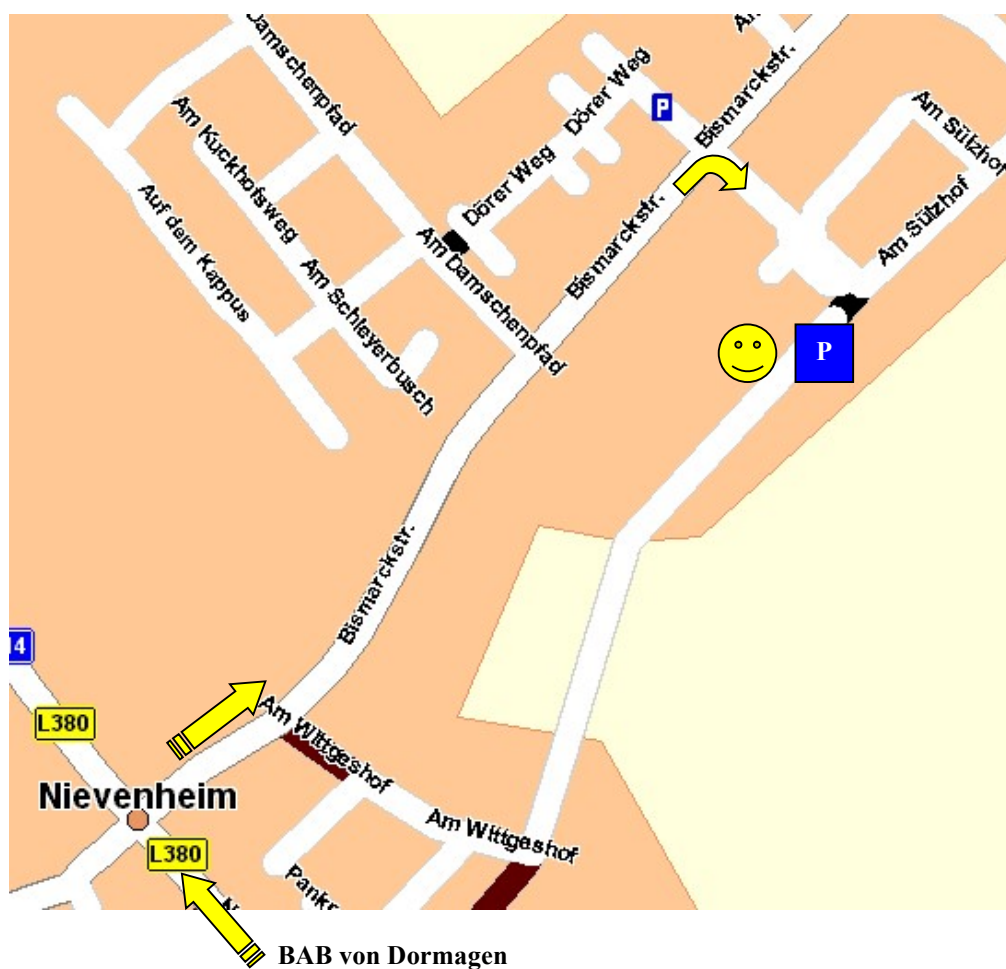 Damschenpfad
Am Kuckhofsweg
Auf dem Kappus
Am Schleyerbusch
Am Damschenpfad
Dörer Weg
Dörer Weg
P
Bismarckstr.
Bismarckstr.
Am Sülzhof
Am Sülzhof
P
Bismarckstr.
L380
Am Wittgeshof
Nievenheim
Am Wittgeshof
L380
BAB von Dormagen